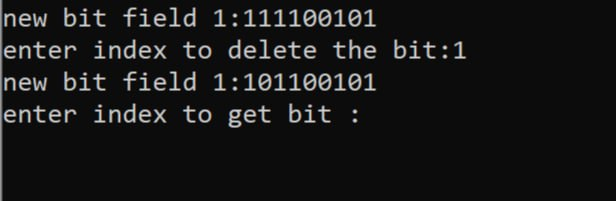 new bit field 1:111100101
enter index to delete the bit:1
new bit field 1:101100101
enter index to get bit :